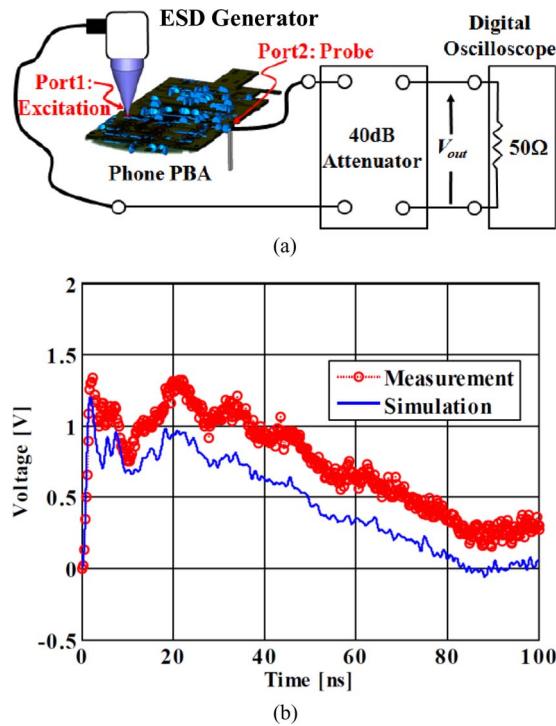 ESD Generator
Digital
Oscilloscope
Port1:
Excitation
Port2: Probe
Phone PBA
40dB
Attenuator
Vout
50Ω
(a)
2
1.5
1
0.5
0
-0.5
Voltage [V]
Measurement
Simulation
0
20
40
60
80
100
Time [ns]
(b)